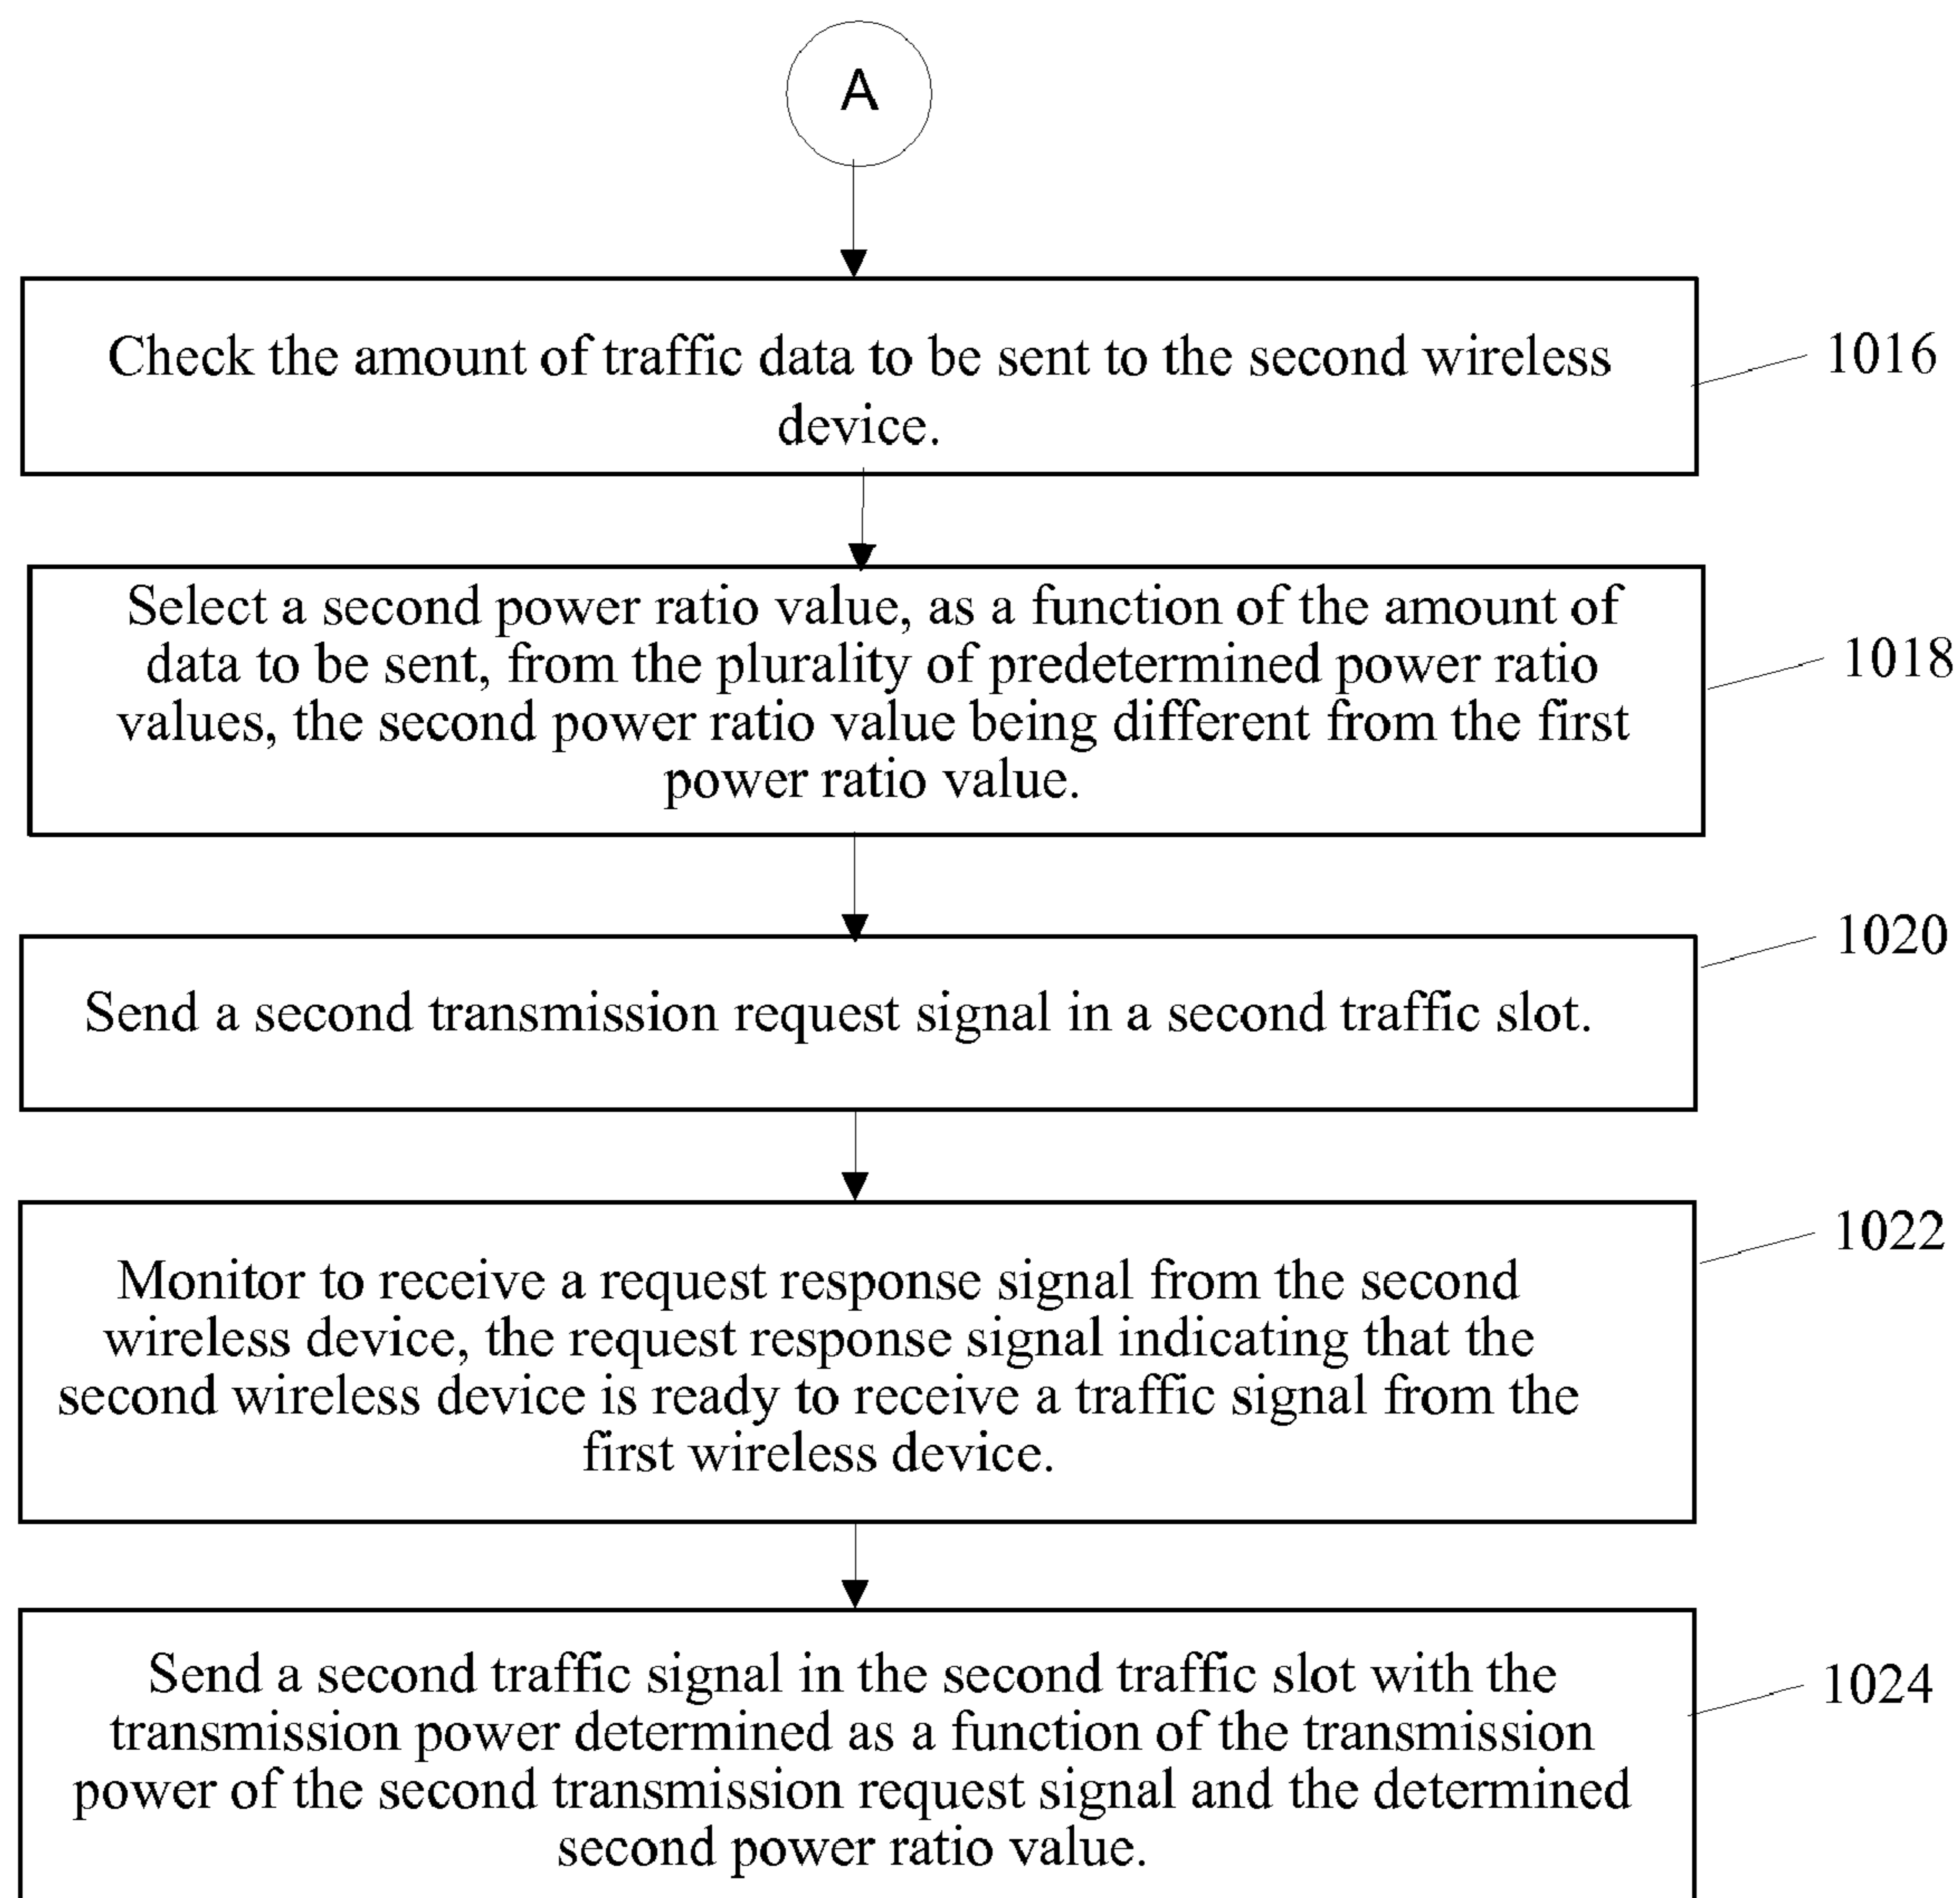 A
Check the amount of traffic data to be sent to the second wireless
device.
1016
Select a second power ratio value, as a function of the amount of
data to be sent, from the plurality of predetermined power ratio
values, the second power ratio value being different from the first
power ratio value.
1018
Send a second transmission request signal in a second traffic slot.
1020
Monitor to receive a request response signal from the second
wireless device, the request response signal indicating that the
second wireless device is ready to receive a traffic signal from the
first wireless device.
1022
Send a second traffic signal in the second traffic slot with the
transmission power determined as a function of the transmission
power of the second transmission request signal and the determined
second power ratio value.
1024